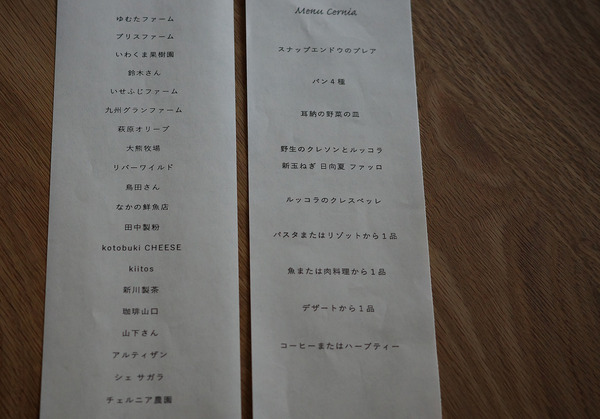 ゆむたファーム
ブリスファーム
いわくま果樹園
鈴木さん
いせふじファーム
九州グランファーム
萩原オリーブ
大熊牧場
リバーワイルド
島田さん
なかの鮮魚店
田中製粉
kotobuki CHEESE
kiitos
新川製茶
珈琲山口
山下さん
アルティザン
シェ サガラ
チェルニア農園
Menu Cernia
スナップエンドウのブレア
パン4種
耳納の野菜の皿
野生のクレソンとルッコラ
新玉ねぎ 日向夏 ファッロ
ルッコラのクレスペッレ
パスタまたはリゾットから1品
魚または肉料理から1品
デザートから1品
コーヒーまたはハーブティー